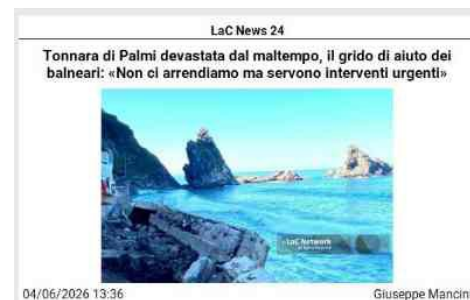 LaC News 24
Tonnara di Palmi devastata dal maltempo, il grido di aiuto dei
balneari: «Non ci arrendiamo ma servono interventi urgenti»
LaC Network
04/06/2026 13:36
Giuseppe Mancin